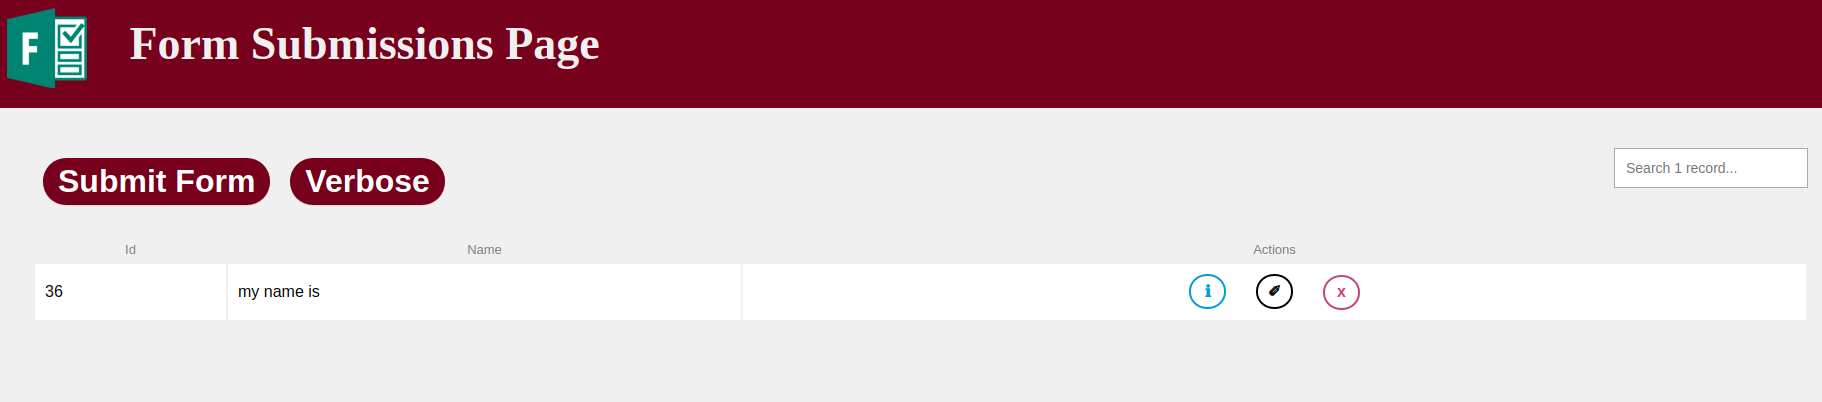 F
Form Submissions Page
Submit Form Verbose
Search 1 record...
Id Name Actions
36 my name is i x